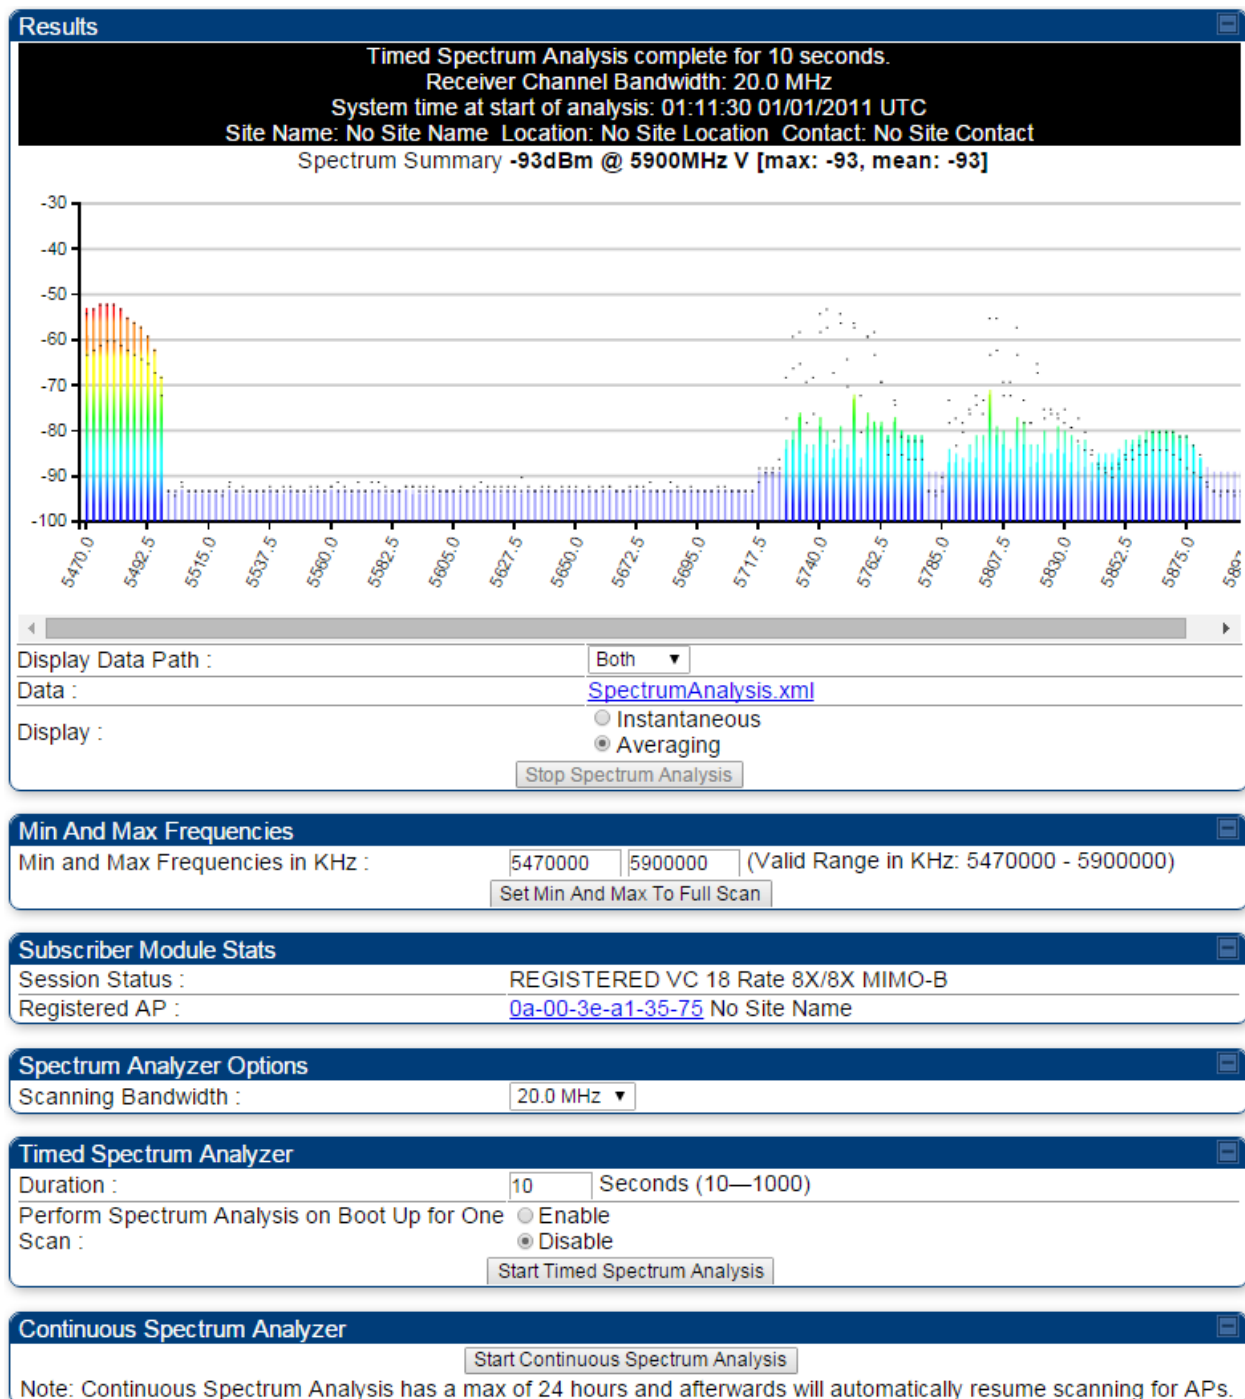 Results
Timed Spectrum Analysis complete for 10 seconds.
Receiver Channel Bandwidth: 20.0 MHz
System time at start of analysis: 01:11:30 01/01/2011 UTC
Site Name: No Site Name Location: No Site Location Contact: No Site Contact
Spectrum Summary -93dBm @ 5900MHz V [max: -93, mean: -93]
-30
-40
-50
-60
-70
-80
-90
-100
5470.0 5492.5 5515.0 5537.5 5560.0 5582.5 5605.0 5627.5 5650.0 5672.5 5695.0 5717.5 5740.0 5762.5 5785.0 5807.5 5830.0 5852.5 5875.0
Display Data Path : Both
Data : SpectrumAnalysis.xml
Display : Instantaneous
Averaging
Stop Spectrum Analysis
Min And Max Frequencies
Min and Max Frequencies in KHz : 5470000 5900000 (Valid Range in KHz: 5470000 - 5900000)
Set Min And Max To Full Scan
Subscriber Module Stats
Session Status : REGISTERED VC 18 Rate 8X/8X MIMO-B
Registered AP : 0a-00-3e-a1-35-75 No Site Name
Spectrum Analyzer Options
Scanning Bandwidth : 20.0 MHz
Timed Spectrum Analyzer
Duration : 10 Seconds (10—1000)
Perform Spectrum Analysis on Boot Up for One Enable
Scan : Disable
Start Timed Spectrum Analysis
Continuous Spectrum Analyzer
Start Continuous Spectrum Analysis
Note: Continuous Spectrum Analysis has a max of 24 hours and afterwards will automatically resume scanning for APs.